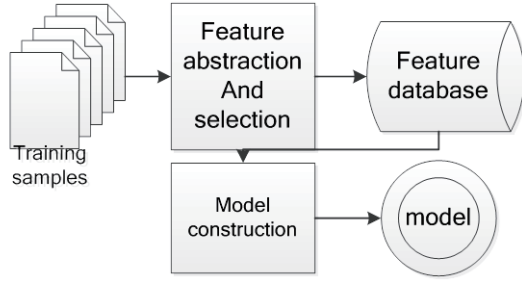 Training
samples
Feature
abstraction
And
selection
Feature
database
Model
construction
model